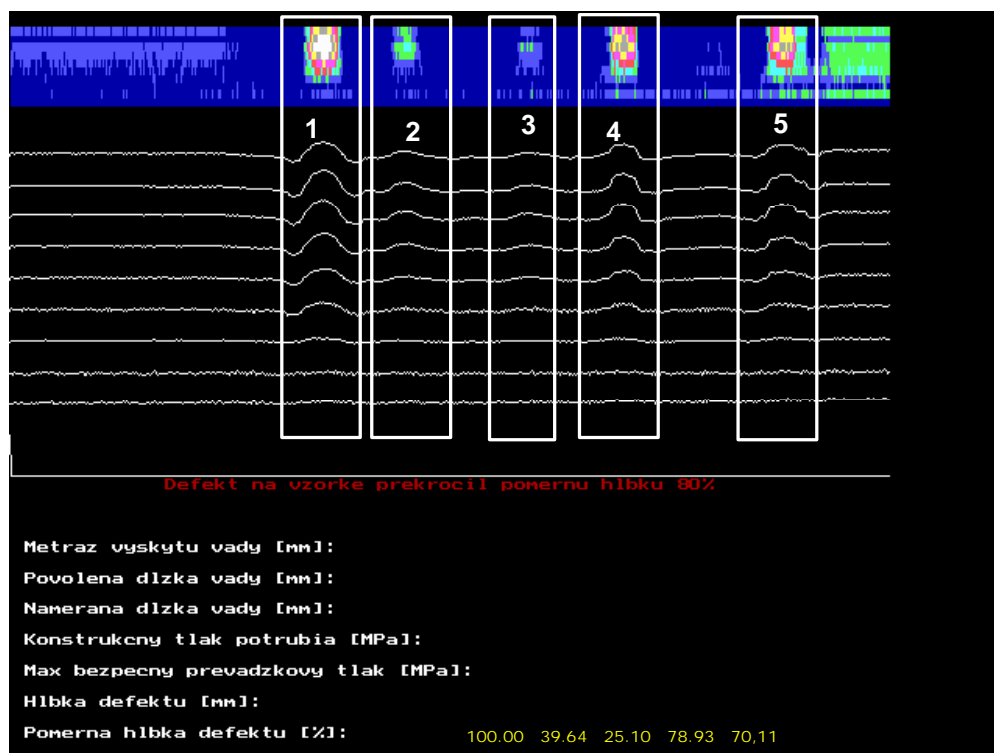 1 2 3 4 5
Defekt na vzorke prekrocil pomernu hlbku 80%
Metraz vyskytu vady [mm]:
Povolena dlzka vady [mm]:
Namerana dlzka vady [mm]:
Konstrukcny tlak potrubia [MPa]:
Max bezpecny prevadzkovy tlak [MPa]:
Hlbka defektu [mm]:
Pomerna hlbka defektu [%]: 100.00 39.64 25.10 78.93 70,11